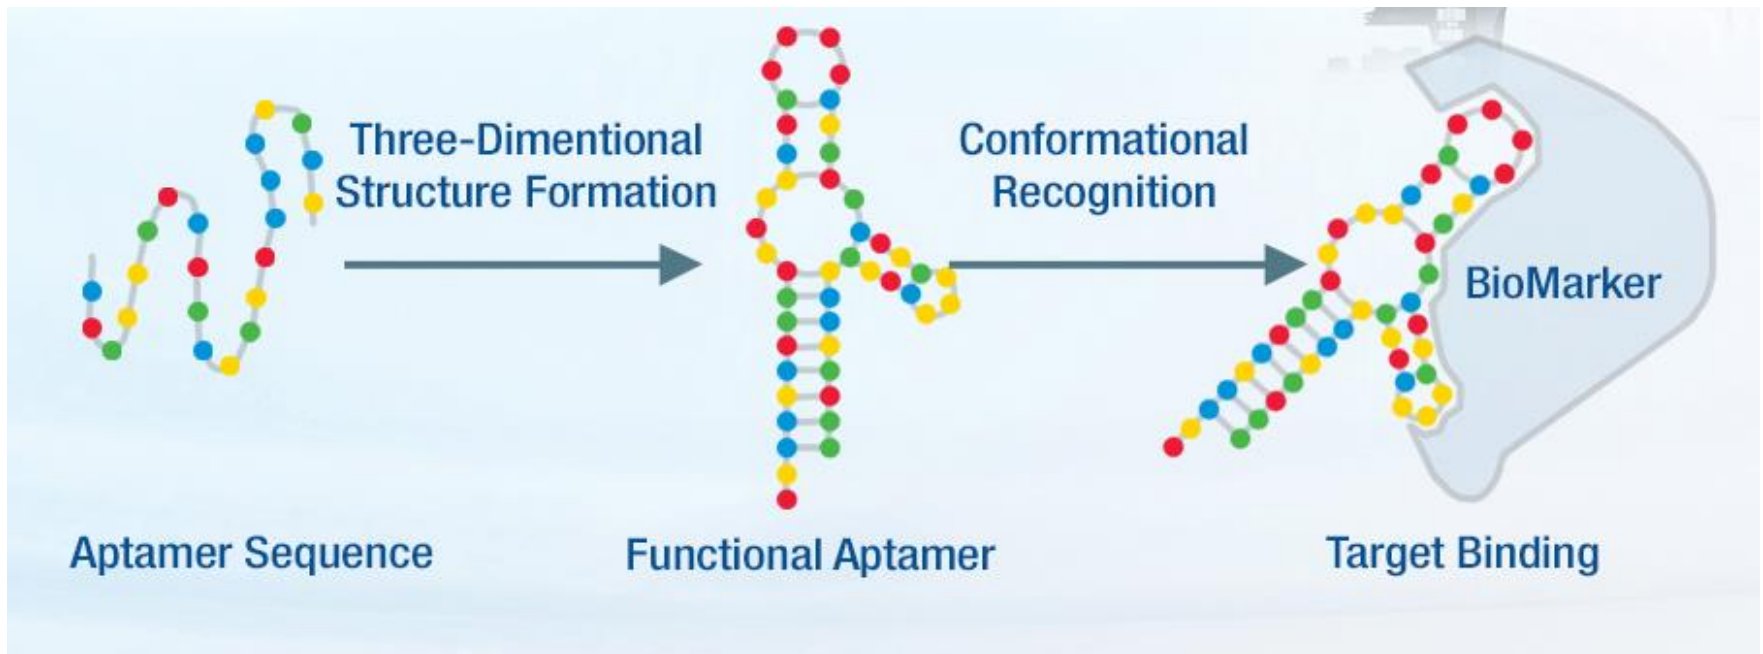 Three-Dimentional
Structure Formation
Conformational
Recognition
BioMarker
Aptamer Sequence
Functional Aptamer
Target Binding